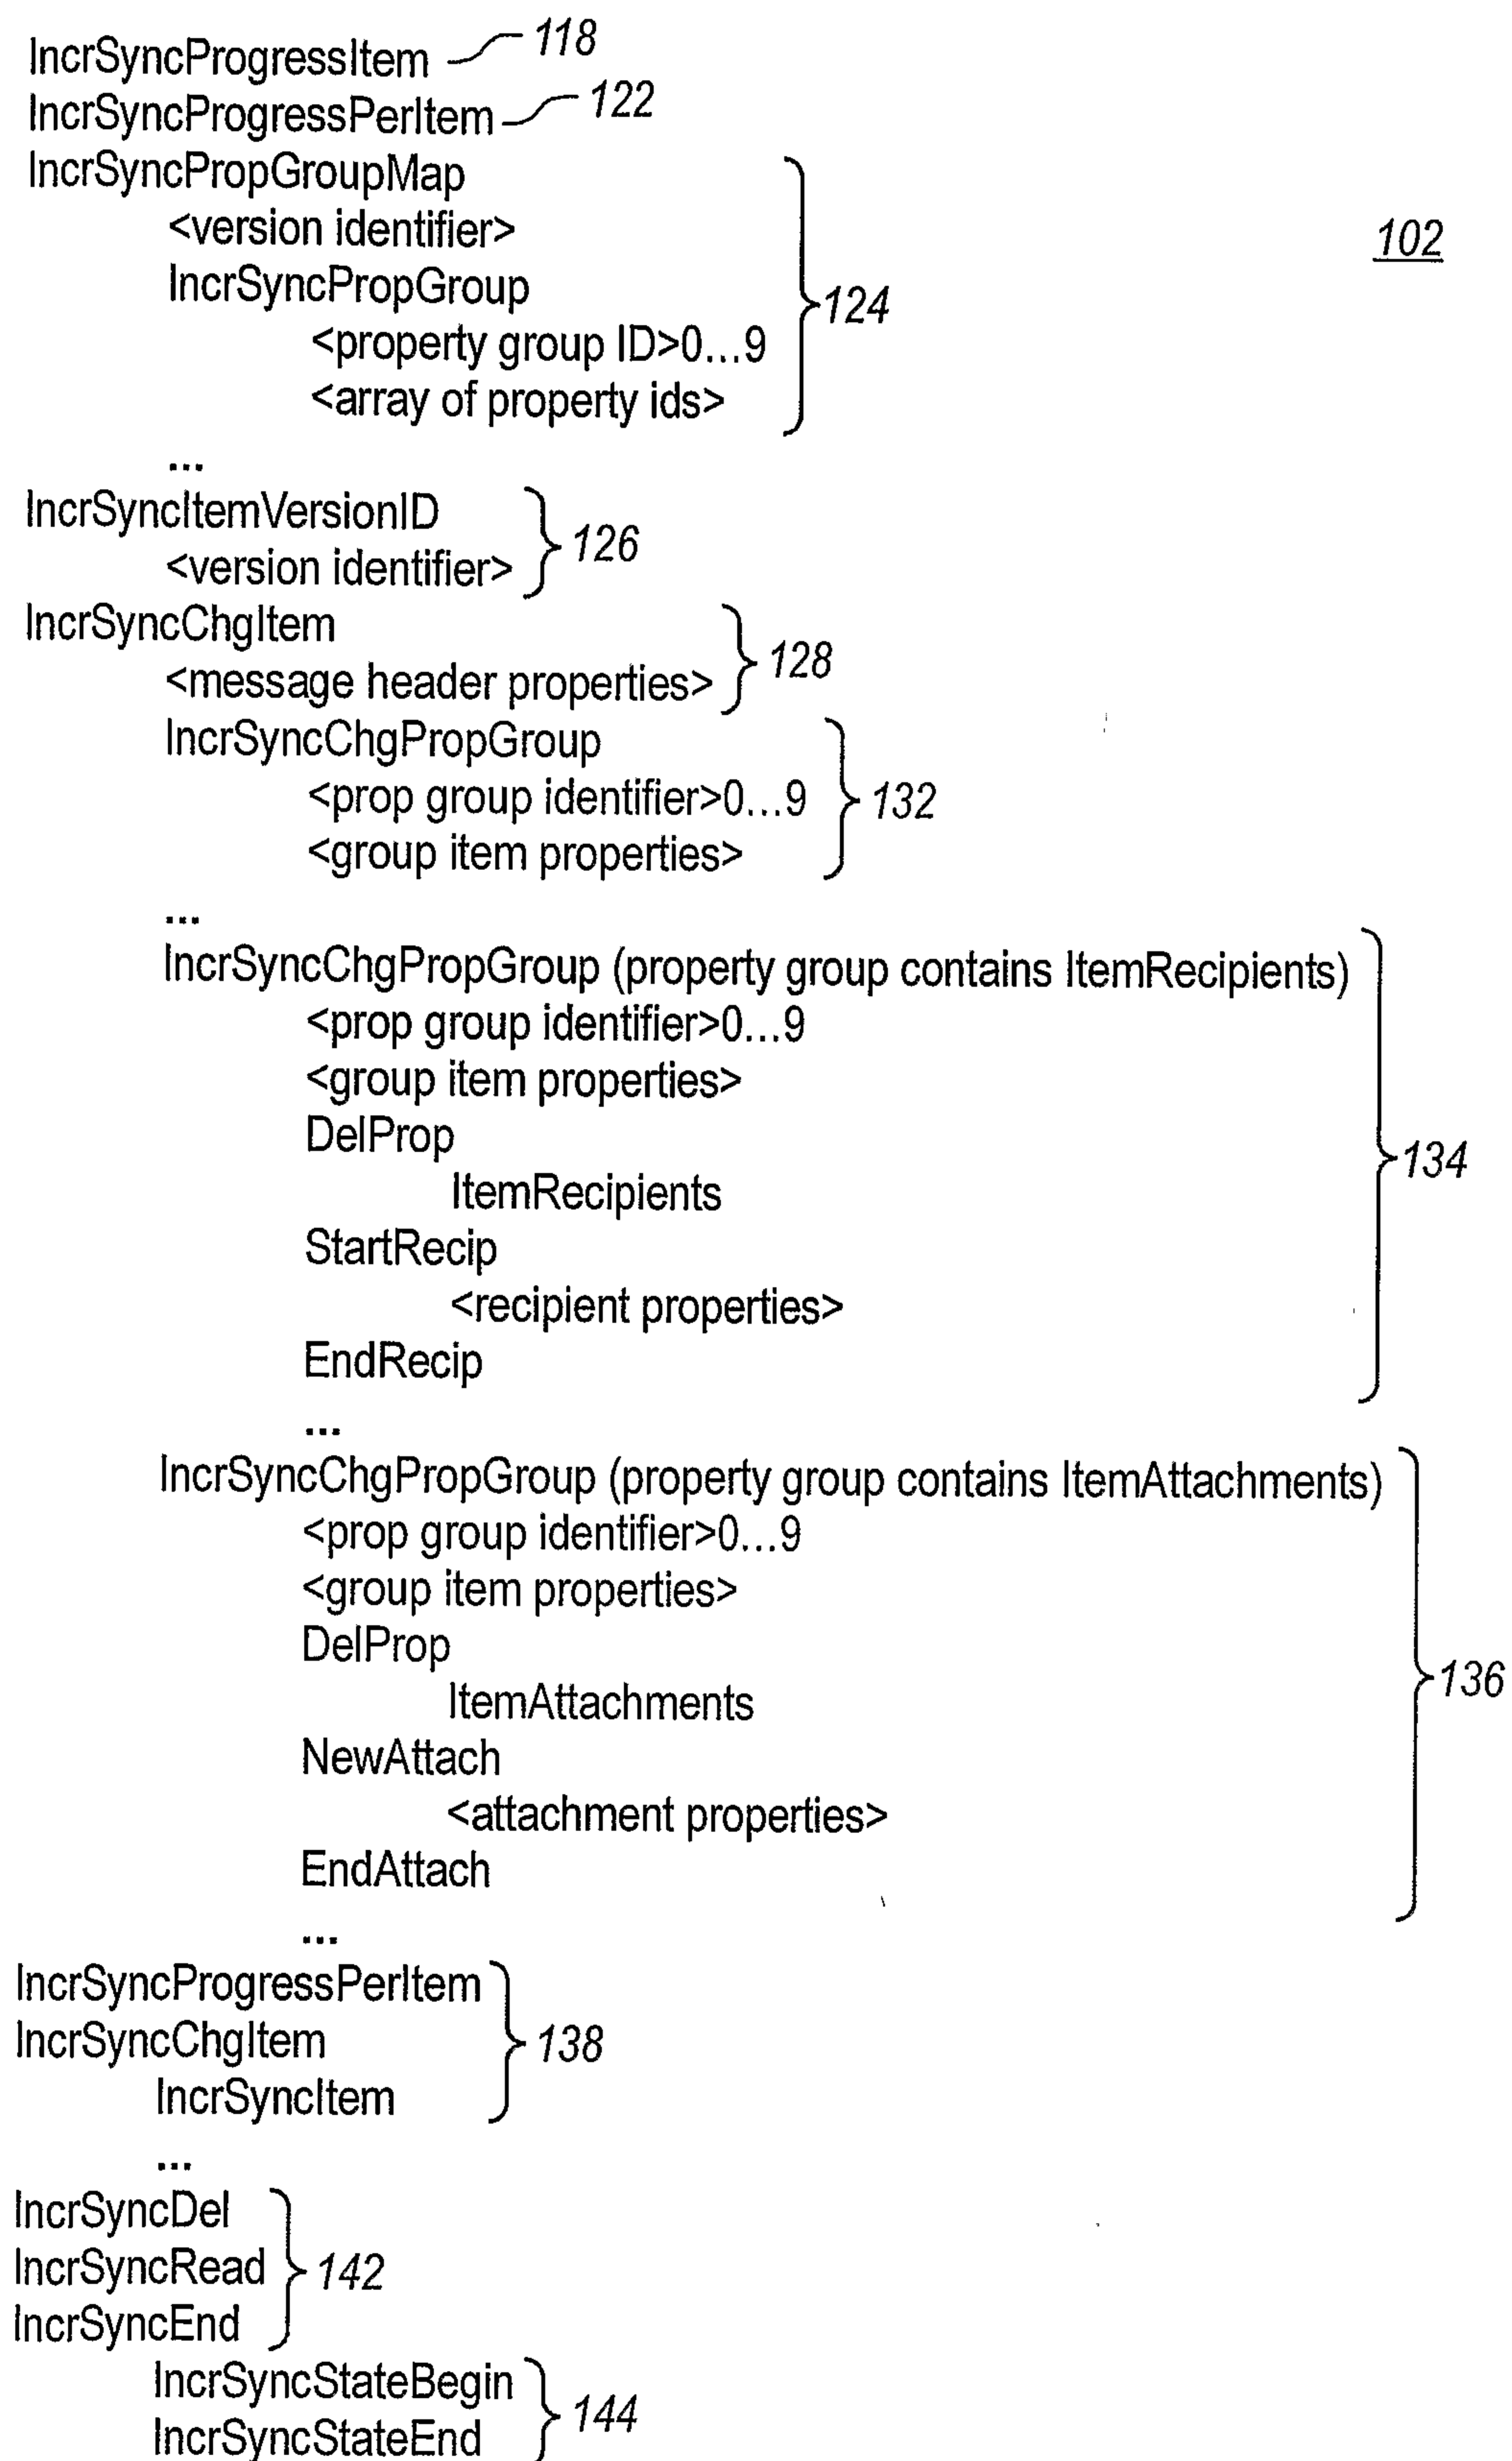 IncrSyncProgressItem 118
IncrSyncProgressPerItem 122
IncrSyncPropGroupMap
<version identifier>
102
IncrSyncPropGroup
124
<property group ID>0...9
<array of property ids>
...
IncrSyncItemVersionID
126
<version identifier>
IncrSyncChgItem
128
<message header properties>
IncrSyncChgPropGroup
<prop group identifier>0...9 132
<group item properties>
...
IncrSyncChgPropGroup (property group contains ItemRecipients)
<prop group identifier>0...9
<group item properties>
DelProp
134
ItemRecipients
StartRecip
<recipient properties>
EndRecip
...
IncrSyncChgPropGroup (property group contains ItemAttachments)
<prop group identifier>0...9
<group item properties>
DelProp
136
ItemAttachments
NewAttach
<attachment properties>
EndAttach
...
IncrSyncProgressPerItem
IncrSyncChgItem 138
IncrSyncItem
...
IncrSyncDel
IncrSyncRead 142
IncrSyncEnd
IncrSyncStateBegin
144
IncrSyncStateEnd